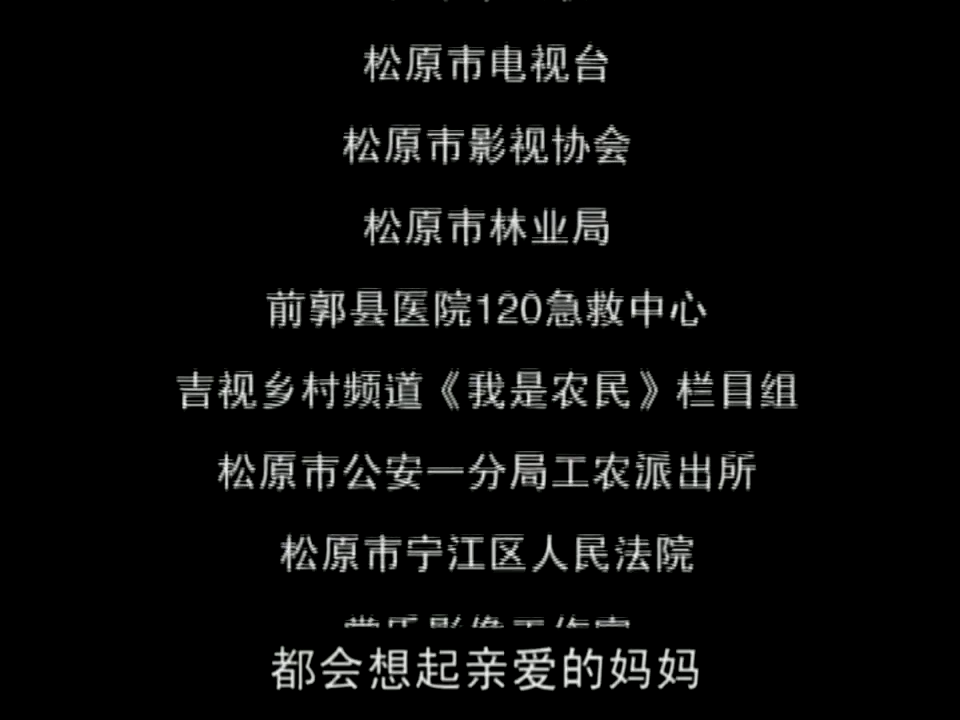 松原市电视台
松原市影视协会
松原市林业局
前郭县医院120急救中心
吉视乡村频道《我是农民》栏目组
松原市公安一分局工农派出所
松原市宁江区人民法院
都会想起亲爱的妈妈